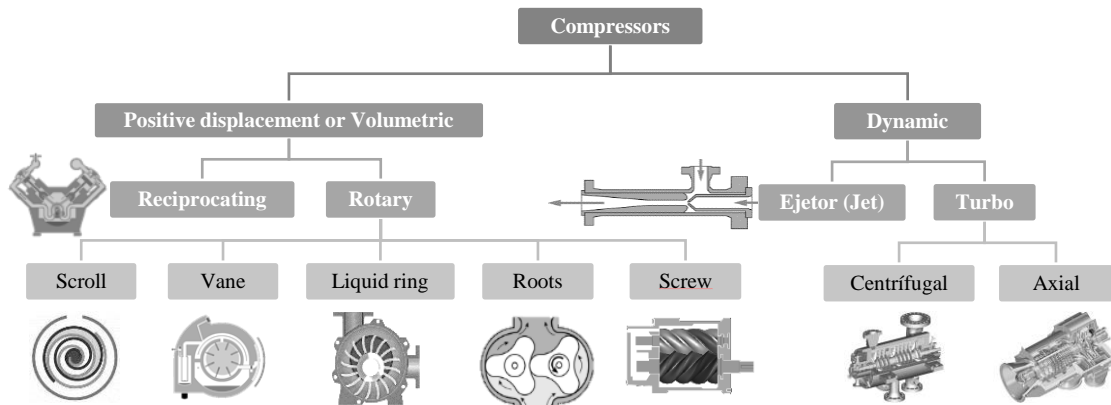 Compressors
Positive displacement or Volumetric
Dynamic
Reciprocating
Rotary
Ejetor (Jet)
Turbo
Scroll
Vane
Liquid ring
Roots
Screw
Centrífugal
Axial